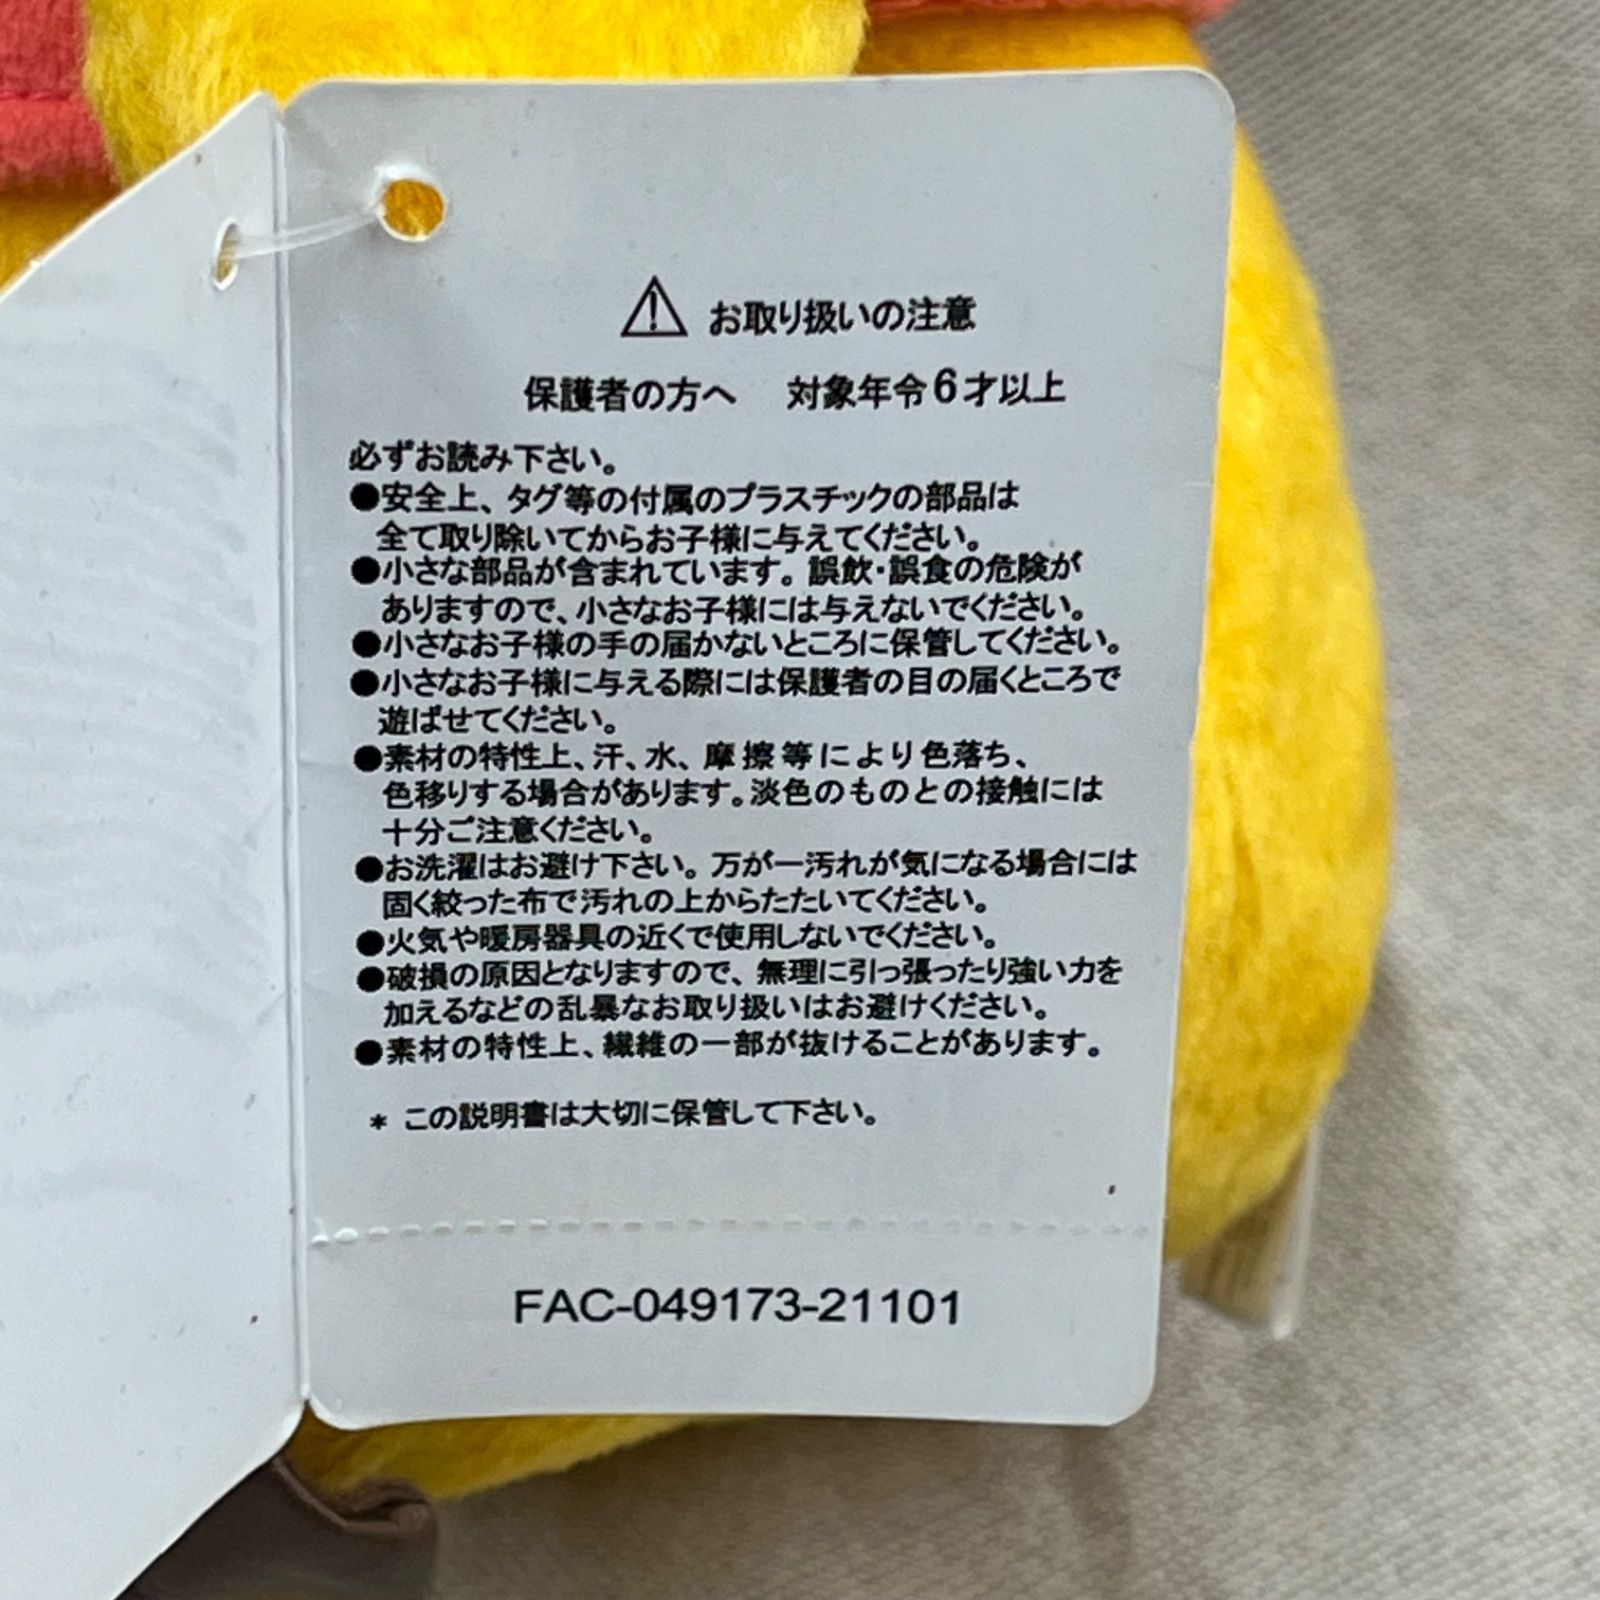 ⚠ お取り扱いの注意
保護者の方へ 対象年令6才以上
必ずお読み下さい。
●安全上、タグ等の付属のプラスチックの部品は
全て取り除いてからお子様に与えてください。
●小さな部品が含まれています。誤飲・誤食の危険が
ありますので、小さなお子様には与えないでください。
●小さなお子様の手の届かないところに保管してください。
●小さなお子様に与える際には保護者の目の届くところで
遊ばせてください。
●素材の特性上、汗、水、摩擦等により色落ち、
色移りする場合があります。淡色のものとの接触には
十分ご注意ください。
●お洗濯はお避け下さい。万が一汚れが気になる場合には
固く絞った布で汚れの上からたたいてください。
●火気や暖房器具の近くで使用しないでください。
●破損の原因となりますので、無理に引っ張ったり強い力を
加えるなどの乱暴なお取り扱いはお避けください。
●素材の特性上、繊維の一部が抜けることがあります。
* この説明書は大切に保管して下さい。
FAC-049173-21101